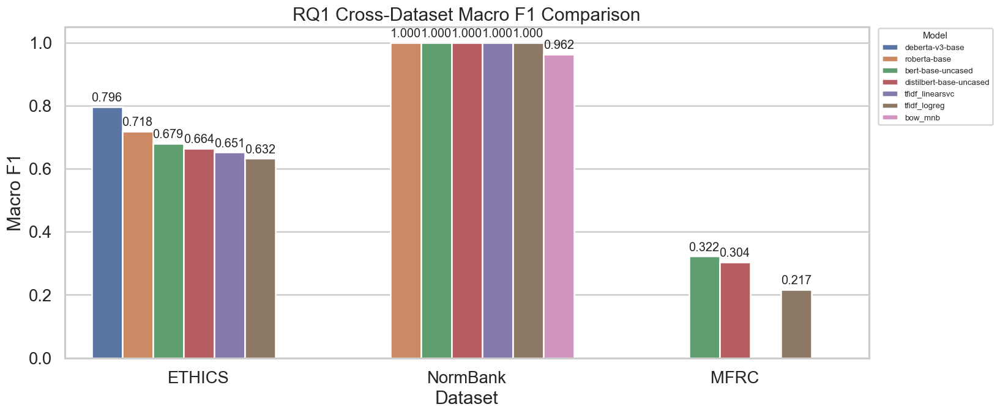 RQ1 Cross-Dataset Macro F1 Comparison
Macro F1
1.0
0.8
0.6
0.4
0.2
0.0
0.796
0.718
0.679
0.664
0.651
0.632
1.000 1.000 1.000 1.000 1.000
0.962
0.322
0.304
0.217
ETHICS NormBank MFRC
Dataset
Model
deberta-v3-base
roberta-base
bert-base-uncased
distilbert-base-uncased
tfidf_linearsvc
tfidf_logreg
bow_mnb